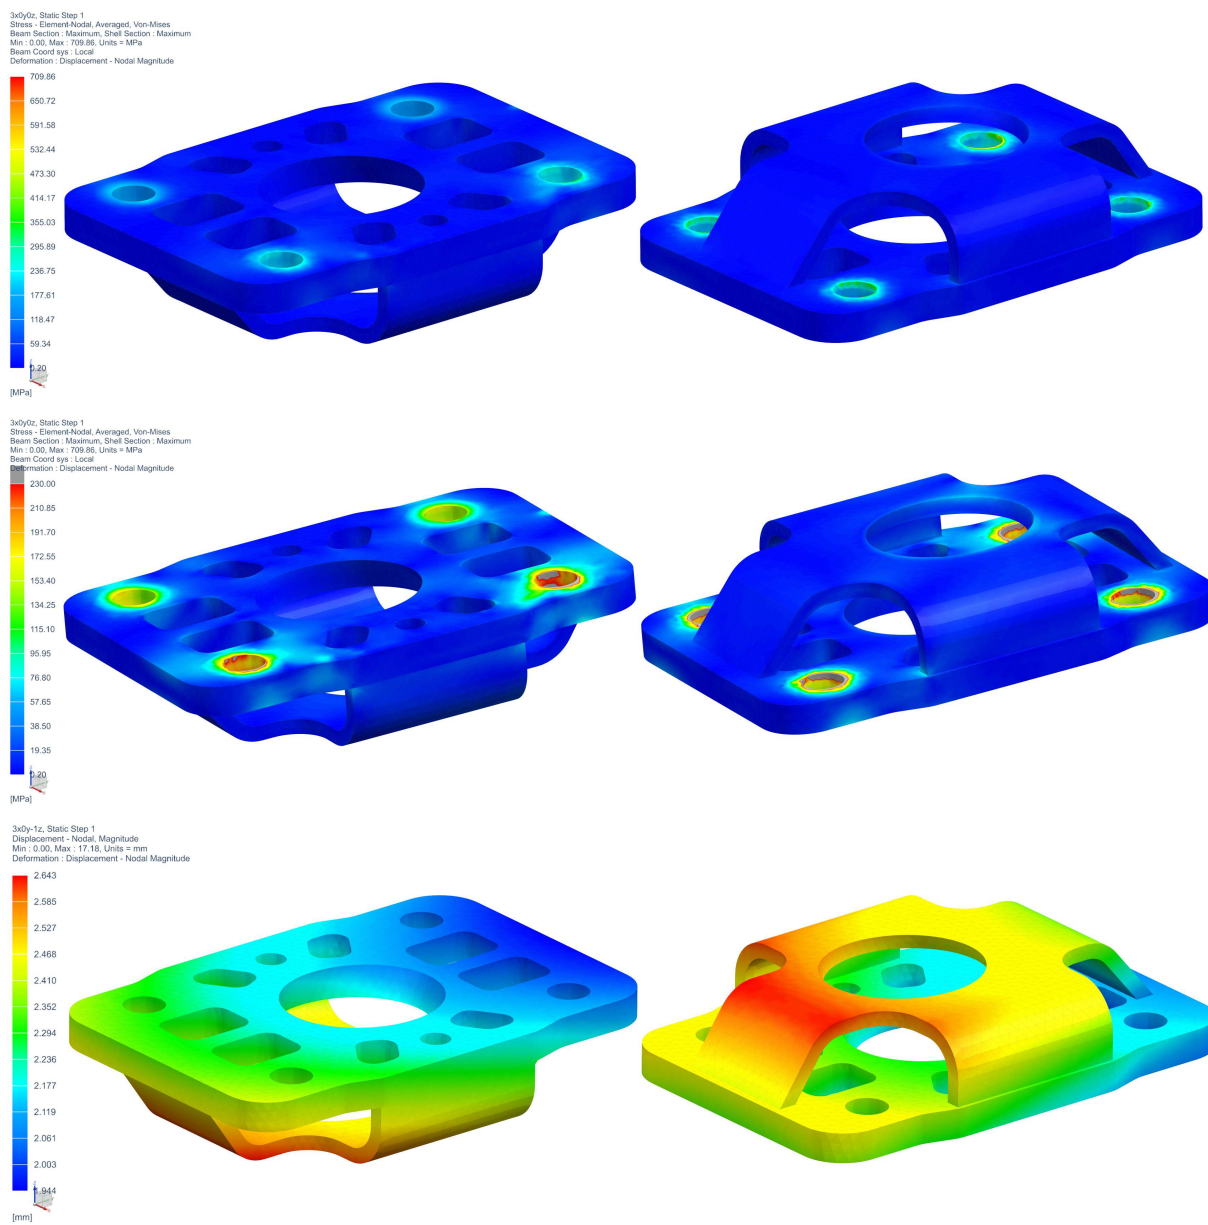 3x0y0z, Static Step 1
Stress - Element-Nodal, Averaged, Von-Mises
Beam Section : Maximum, Shell Section : Maximum
Min : 0.00, Max : 709.86, Units = MPa
Beam Coord sys : Local
Deformation : Displacement - Nodal Magnitude
709.86
650.72
591.58
532.44
473.30
414.17
355.03
295.89
236.75
177.61
118.47
59.34
0.20
[MPa]
3x0y0z, Static Step 1
Stress - Element-Nodal, Averaged, Von-Mises
Beam Section : Maximum, Shell Section : Maximum
Min : 0.00, Max : 709.86, Units = MPa
Beam Coord sys : Local
Deformation : Displacement - Nodal Magnitude
230.00
210.85
191.70
172.55
153.40
134.25
115.10
95.95
76.80
57.65
38.50
19.35
0.20
[MPa]
3x0y-1z, Static Step 1
Displacement - Nodal, Magnitude
Min : 0.00, Max : 17.18, Units = mm
Deformation : Displacement - Nodal Magnitude
2.643
2.585
2.527
2.468
2.410
2.352
2.294
2.236
2.177
2.119
2.061
2.003
1.944
[mm]